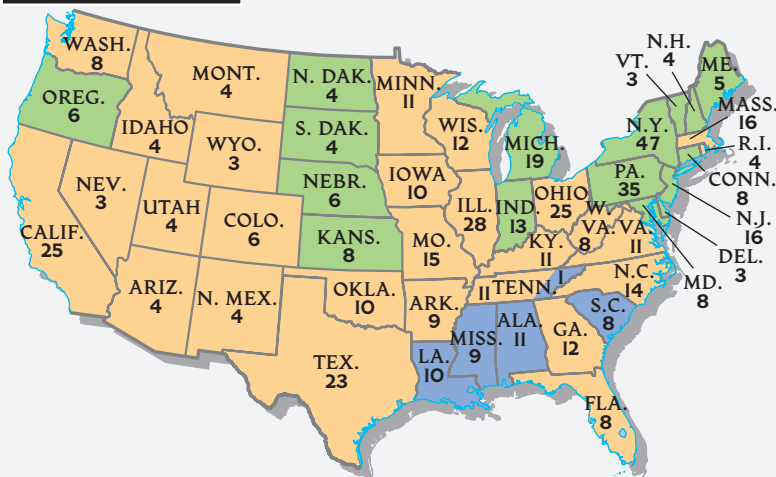 WASH.
8
OREG.
6
CALIF.
25
NEV.
3
IDAHO
4
MONT.
4
WYO.
3
UTAH
4
ARIZ.
4
COLO.
6
N. MEX.
4
N. DAK.
4
S. DAK.
4
NEBR.
6
KANS.
8
OKLA.
10
TEX.
23
MINN.
11
IOWA
10
MO.
15
ARK.
9
LA.
10
WIS.
12
ILL.
28
MICH.
19
IND.
13
OHIO
25
KY.
11
11 TENN. 1
MISS.
9
ALA.
11
GA.
12
FLA.
8
S.C.
8
N.C.
14
W.
VA.
8
VA.
11
PA.
35
N.Y.
47
VT.
3
N.H.
4
ME.
5
MASS.
16
R.I.
4
CONN.
8
N.J.
16
DEL.
3
MD.
8